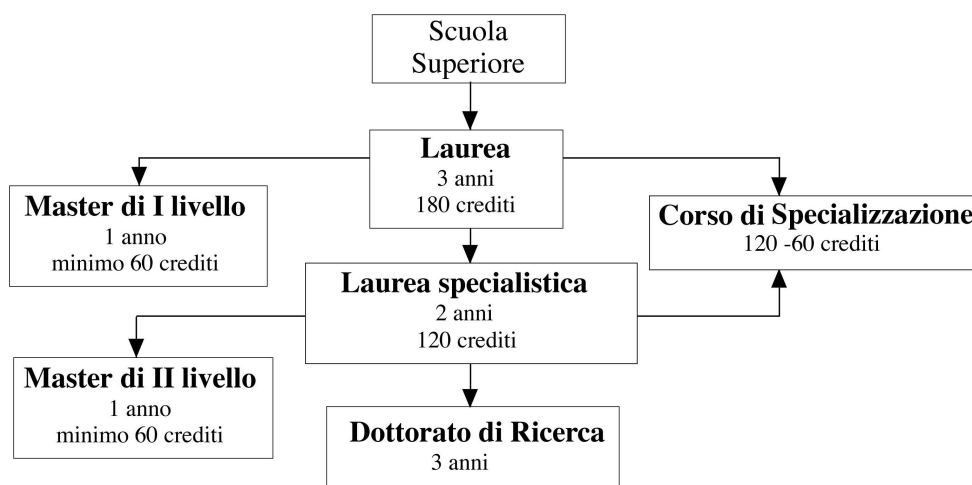 Scuola
Superiore
Laurea
3 anni
180 crediti
Master di I livello
1 anno
minimo 60 crediti
Corso di Specializzazione
120 -60 crediti
Laurea specialistica
2 anni
120 crediti
Master di II livello
1 anno
minimo 60 crediti
Dottorato di Ricerca
3 anni